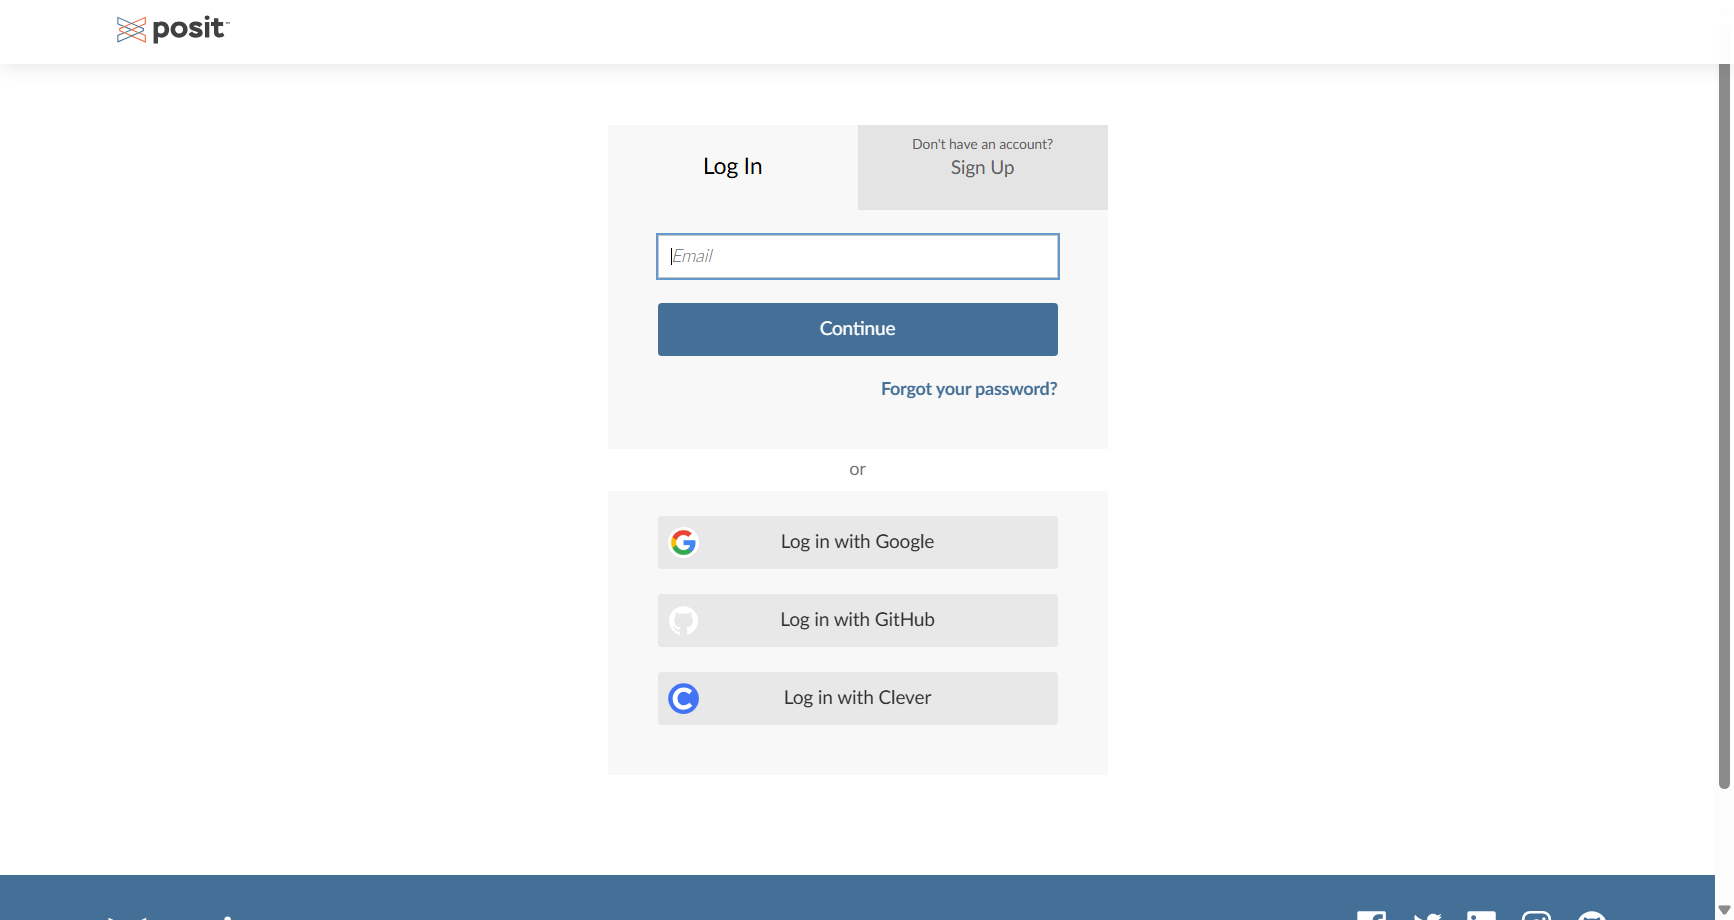 posit™
Log In
Don't have an account?
Sign Up
Email
Continue
Forgot your password?
or
Log in with Google
Log in with GitHub
Log in with Clever